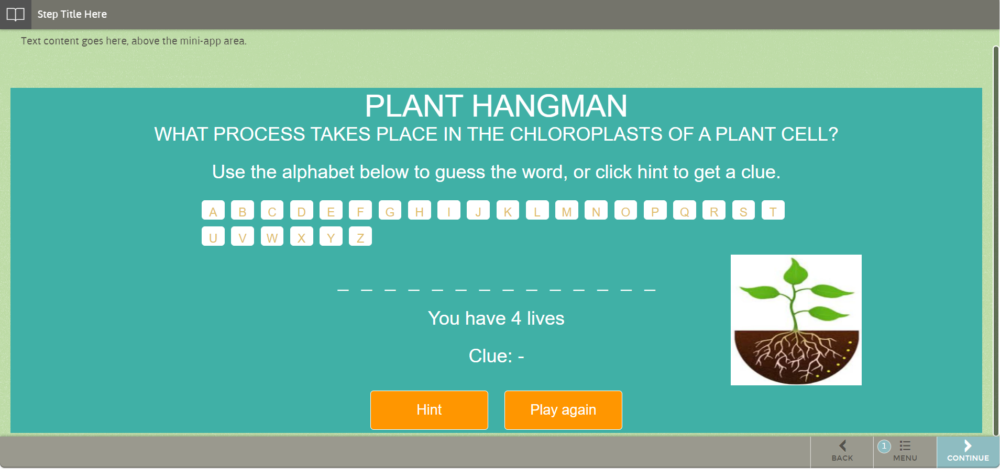 Step Title Here
Text content goes here, above the mini-app area.
PLANT HANGMAN
WHAT PROCESS TAKES PLACE IN THE CHLOROPLASTS OF A PLANT CELL?
Use the alphabet below to guess the word, or click hint to get a clue.
A B C D E F G H I J K L M N O P Q R S T
U V W X Y Z
_ _ _ _ _ _ _ _ _ _ _ _ _ _
You have 4 lives
Clue: -
Hint Play again
1
BACK MENU CONTINUE